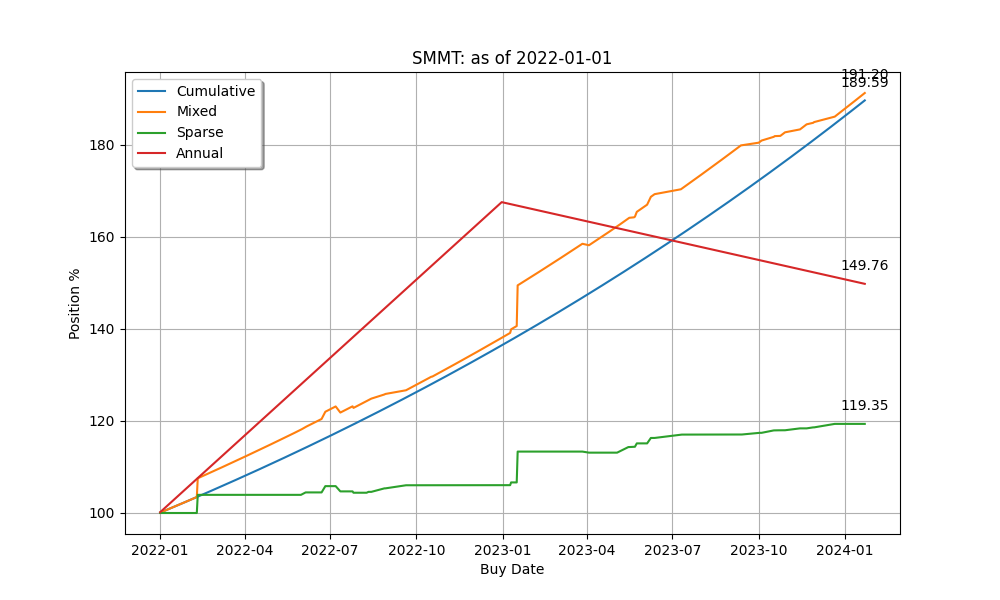 SMMT: as of 2022-01-01
191.20
189.59
Cumulative
Mixed
Sparse
Annual
180
160
149.76
140
119.35
120
100
Position %
2022-01 2022-04 2022-07 2022-10 2023-01 2023-04 2023-07 2023-10 2024-01
Buy Date